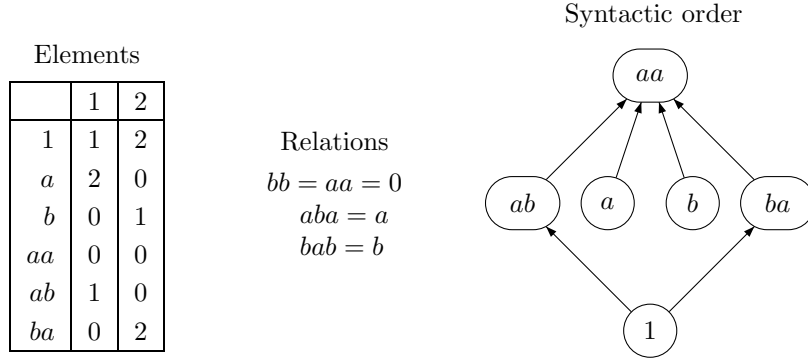 Syntactic order
Elements
1 2
1 1 2
a 2 0
b 0 1
aa 0 0
ab 1 0
ba 0 2
Relations
bb = aa = 0
aba = a
bab = b
aa
ab a b ba
1